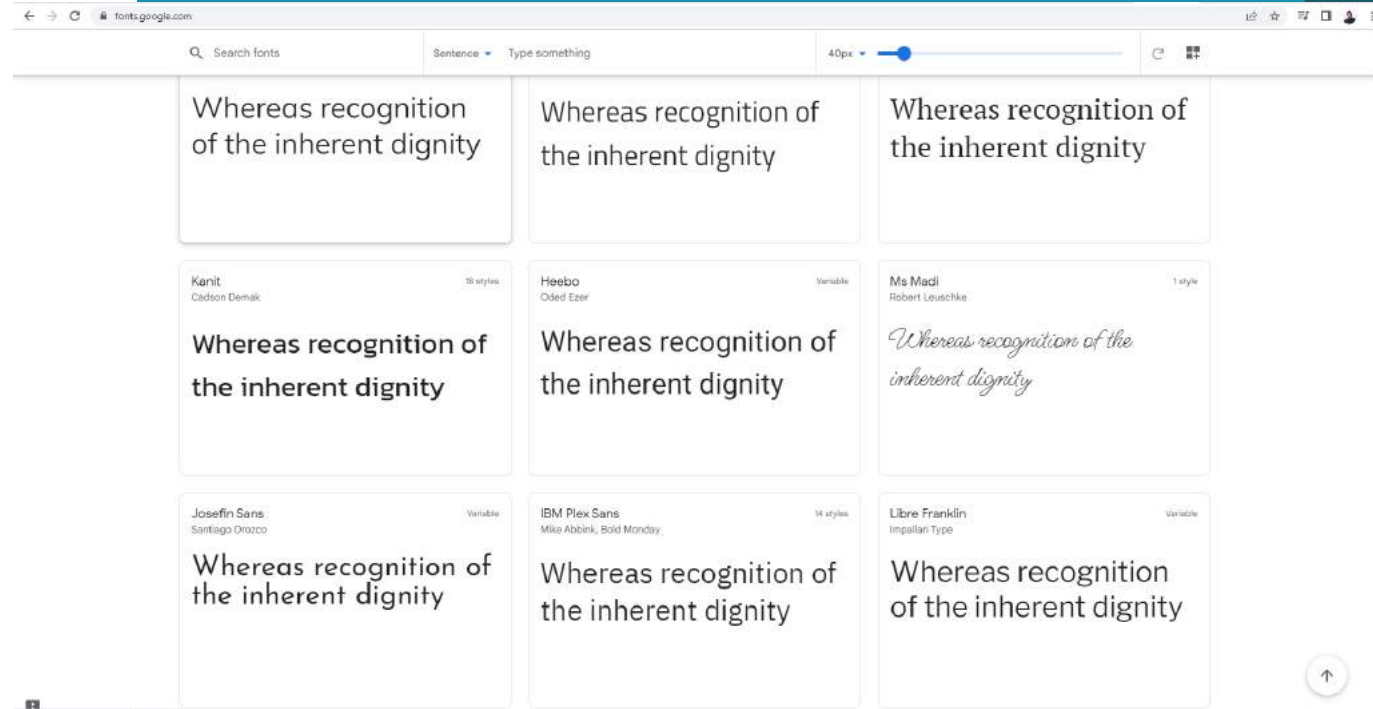 fonts.google.com
Search fonts
Sentence
Type something
40px
Whereas recognition
of the inherent dignity
Whereas recognition of
the inherent dignity
Whereas recognition of
the inherent dignity
Kanit
18 styles
Cadson Demak
Whereas recognition of
the inherent dignity
Heebo
Variable
Oded Ezer
Whereas recognition of
the inherent dignity
Ms Madi
1 style
Robert Leuschke
Whereas recognition of the
inherent dignity
Josefin Sans
Variable
Santiago Orozco
Whereas recognition of
the inherent dignity
IBM Plex Sans
14 styles
Mike Abbink, Bold Monday
Whereas recognition of
the inherent dignity
Libre Franklin
Variable
Impallari Type
Whereas recognition
of the inherent dignity